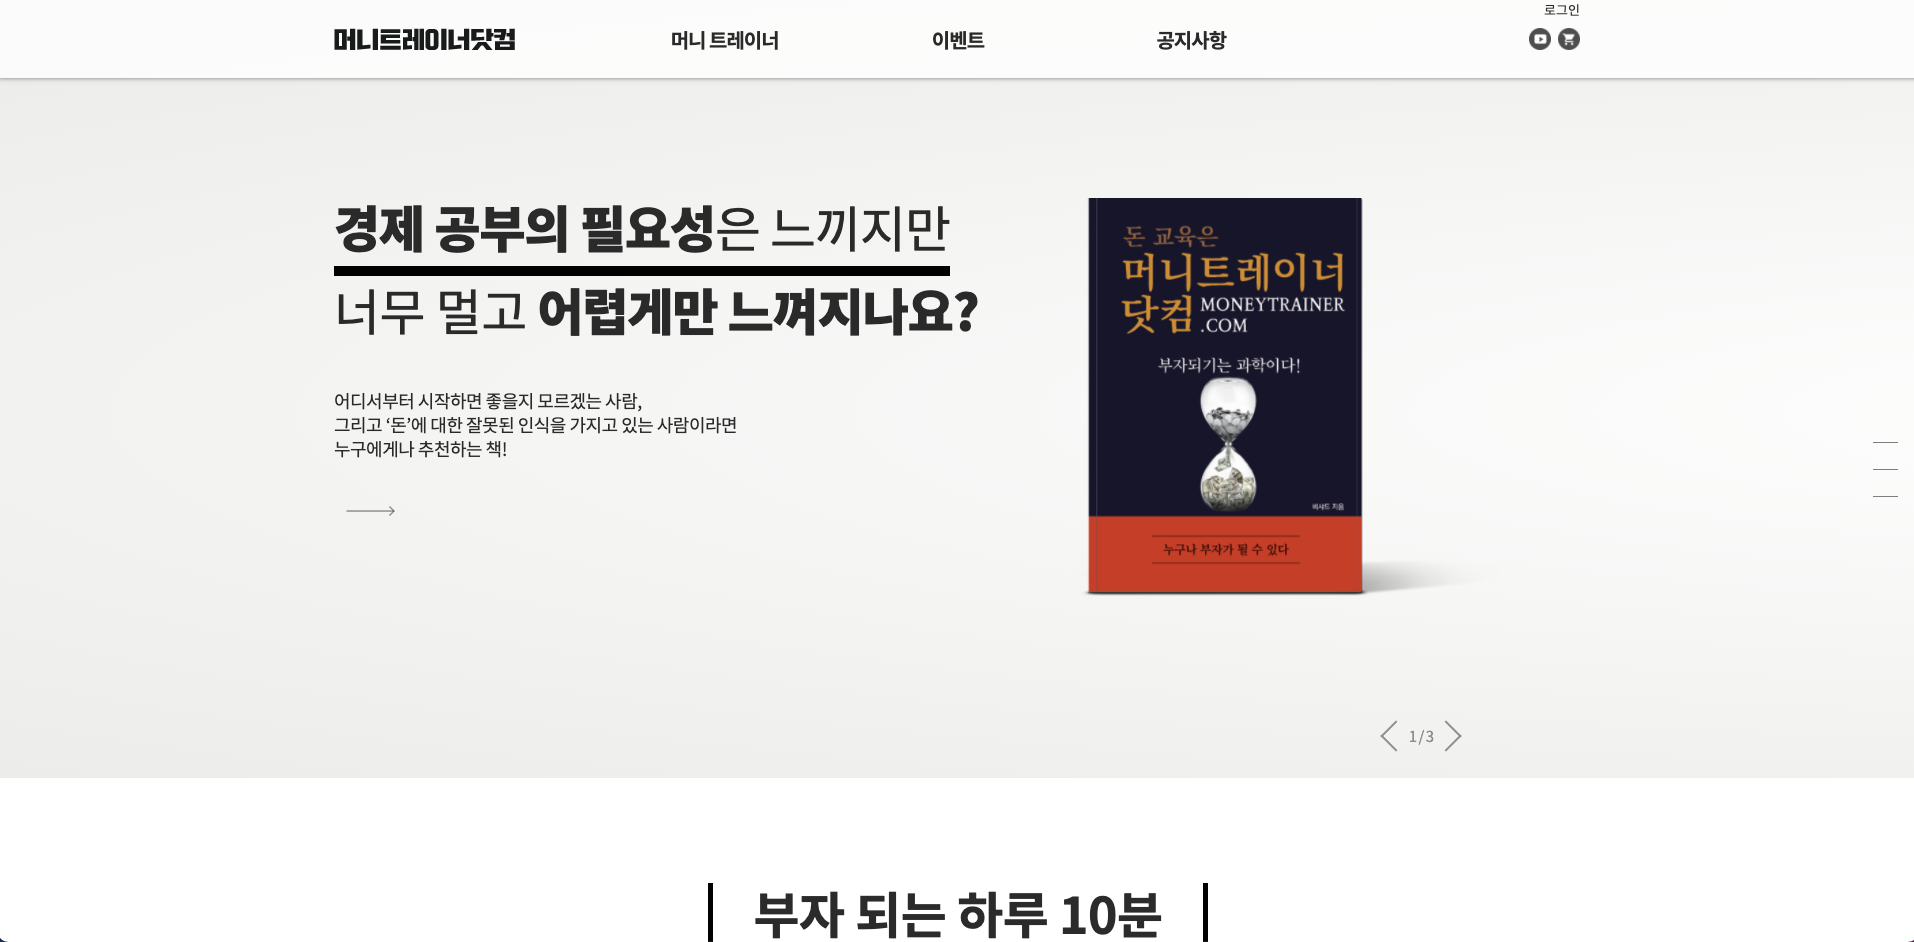 로그인
머니트레이너닷컴
머니 트레이너
이벤트
공지사항
경제 공부의 필요성은 느끼지만
너무 멀고 어렵게만 느껴지나요?
어디서부터 시작하면 좋을지 모르겠는 사람,
그리고 ‘돈’에 대한 잘못된 인식을 가지고 있는 사람이라면
누구에게나 추천하는 책!
돈 교육은
머니트레이너
닷컴 MONEYTRAINER
.COM
부자되기는 과학이다!
지음
누구나 부자가 될 수 있다
1/3
부자 되는 하루 10분